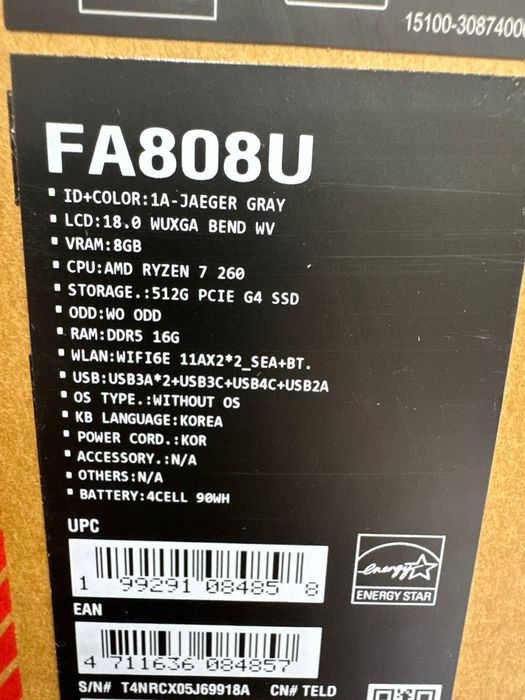 15100-3087400
FA808U
▪ ID+COLOR:1A-JAEGER GRAY
▪ LCD:18.0 WUXGA BEND WV
▪ VRAM:8GB
▪ CPU:AMD RYZEN 7 260
▪ STORAGE.:512G PCIE G4 SSD
▪ ODD:WO ODD
▪ RAM:DDR5 16G
▪ WLAN:WIFI6E 11AX2*2_SEA+BT.
▪ USB:USB3A*2+USB3C+USB4C+USB2A
▪ OS TYPE.:WITHOUT OS
▪ KB LANGUAGE:KOREA
▪ POWER CORD.:KOR
▪ ACCESSORY.:N/A
▪ OTHERS:N/A
▪ BATTERY:4CELL 90WH
UPC
1 99291 08485 8
energy
ENERGY STAR
EAN
4 711636 084857
S/N# T4NRCX05J69918A CN# TELD